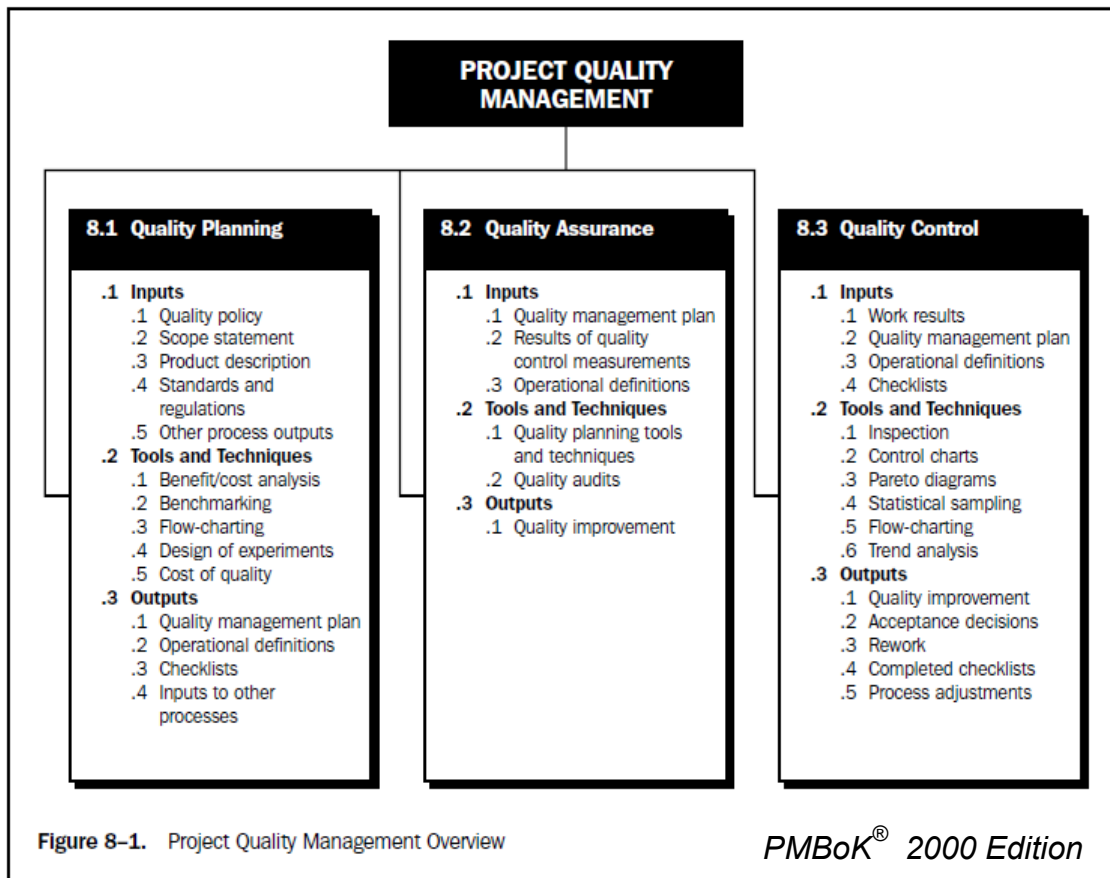 PROJECT QUALITY
MANAGEMENT
8.1 Quality Planning
.1 Inputs
.1 Quality policy
.2 Scope statement
.3 Product description
.4 Standards and
regulations
.5 Other process outputs
.2 Tools and Techniques
.1 Benefit/cost analysis
.2 Benchmarking
.3 Flow-charting
.4 Design of experiments
.5 Cost of quality
.3 Outputs
.1 Quality management plan
.2 Operational definitions
.3 Checklists
.4 Inputs to other
processes
8.2 Quality Assurance
.1 Inputs
.1 Quality management plan
.2 Results of quality
control measurements
.3 Operational definitions
.2 Tools and Techniques
.1 Quality planning tools
and techniques
.2 Quality audits
.3 Outputs
.1 Quality improvement
8.3 Quality Control
.1 Inputs
.1 Work results
.2 Quality management plan
.3 Operational definitions
.4 Checklists
.2 Tools and Techniques
.1 Inspection
.2 Control charts
.3 Pareto diagrams
.4 Statistical sampling
.5 Flow-charting
.6 Trend analysis
.3 Outputs
.1 Quality improvement
.2 Acceptance decisions
.3 Rework
.4 Completed checklists
.5 Process adjustments
Figure 8–1. Project Quality Management Overview
PMBoK® 2000 Edition